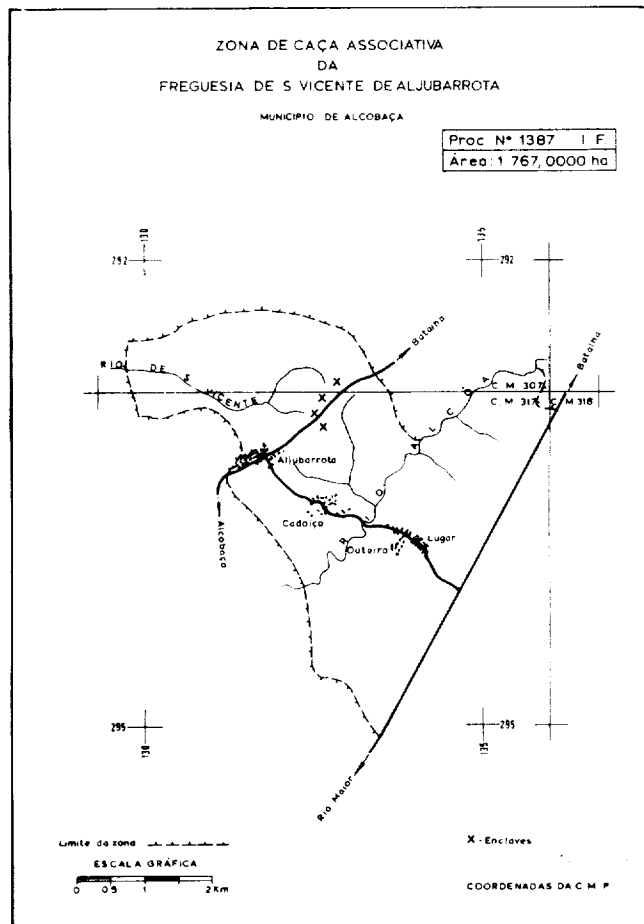 ZONA DE CAÇA ASSOCIATIVA
DA
FREGUESIA DE S VICENTE DE ALJUBARROTA
MUNICIPIO DE ALCOBAÇA
Proc Nº 1387 I F.
Área: 1 767,0000 ha
130
135
292
292
Batalha
Batalha
RIO DE S VICENTE
C. M 307
C. M 317
C M 318
Aljubarrota
Cadoiço
RIO ALCOA
Outeiro
Lugar
Alcobaça
295
295
130
135
Rio Maior
Limite da zona
X - Enclaves
ESCALA GRÁFICA
0 0.5 1 2 Km
COORDENADAS DA C M P